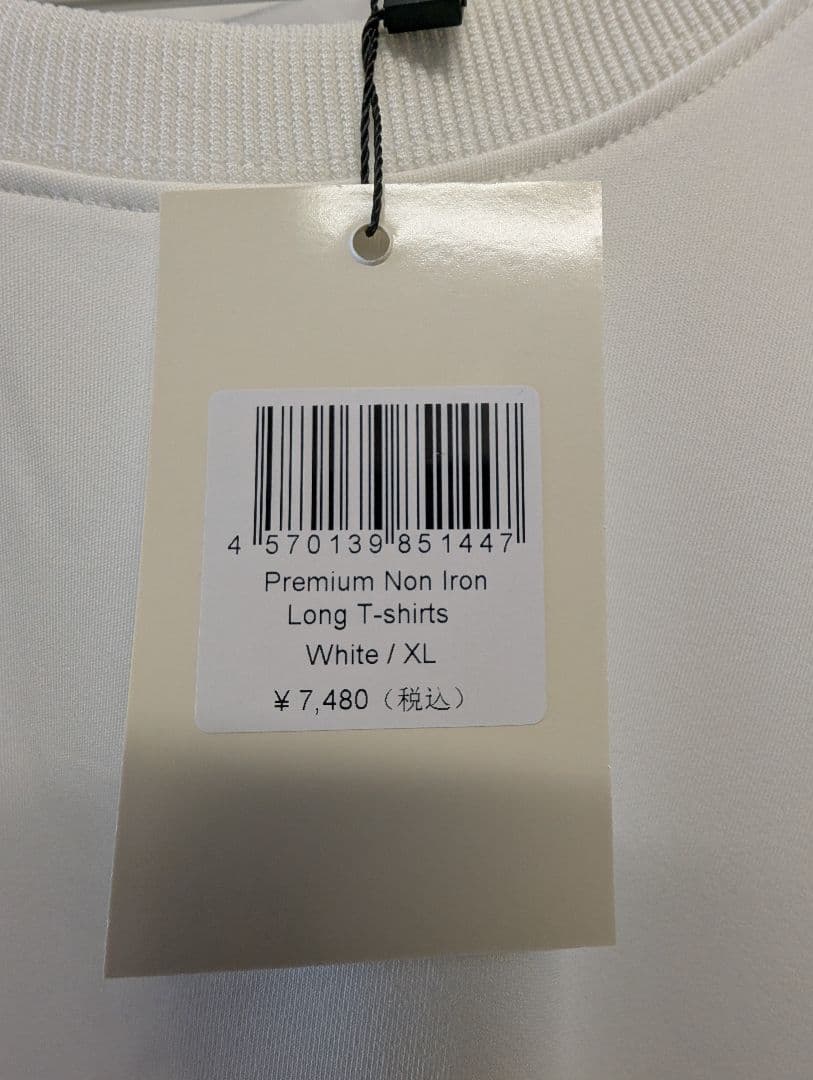 4 570139 851447
Premium Non Iron
Long T-shirts
White / XL
¥ 7,480（税込）